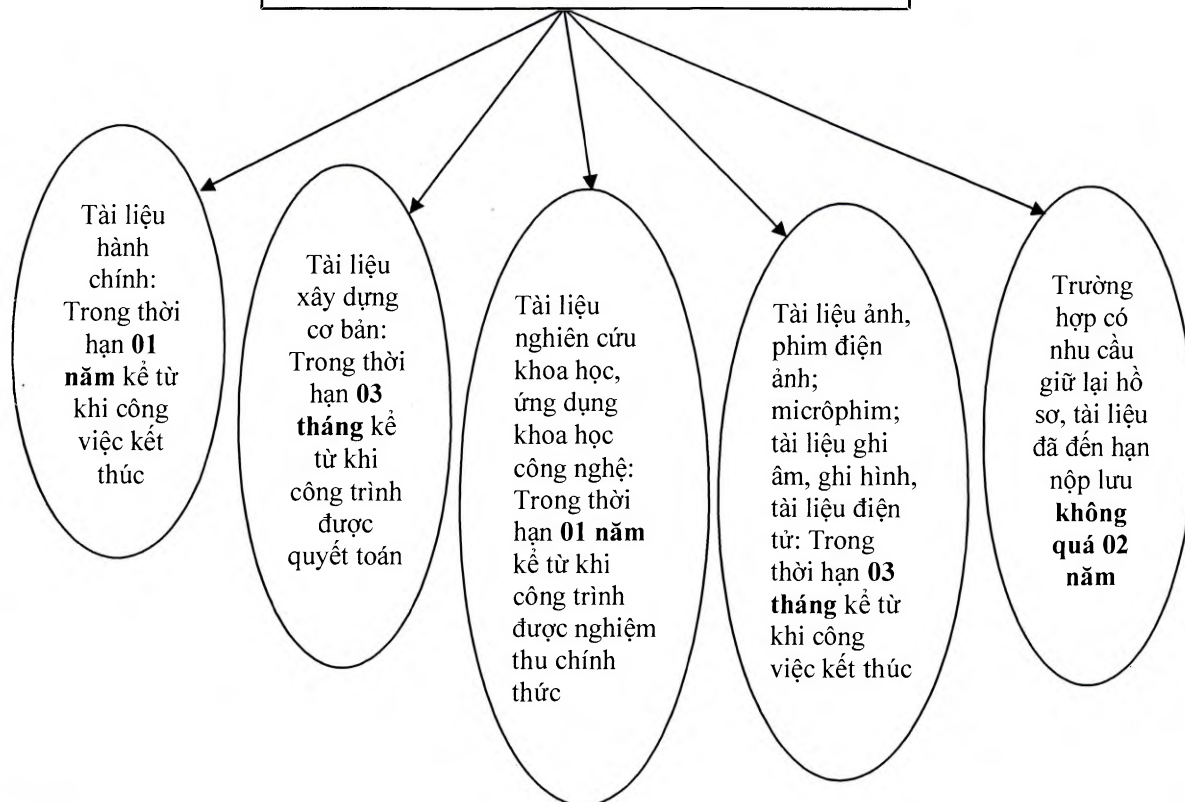 Tài liệu
hành
chính:
Trong thời
hạn 01
năm kể từ
khi công
việc kết
thúc
Tài liệu
xây dựng
cơ bản:
Trong thời
hạn 03
tháng kể
từ khi
công trình
được
quyết toán
Tài liệu
nghiên cứu
khoa học,
ứng dụng
khoa học
công nghệ:
Trong thời
hạn 01 năm
kể từ khi
công trình
được nghiệm
thu chính
thức
Tài liệu ảnh,
phim điện
ảnh;
micrôphim;
tài liệu ghi
âm, ghi hình,
tài liệu điện
tử: Trong
thời hạn 03
tháng kể từ
khi công
việc kết thúc
Trường
hợp có
nhu cầu
giữ lại hồ
sơ, tài liệu
đã đến hạn
nộp lưu
không
quá 02
năm